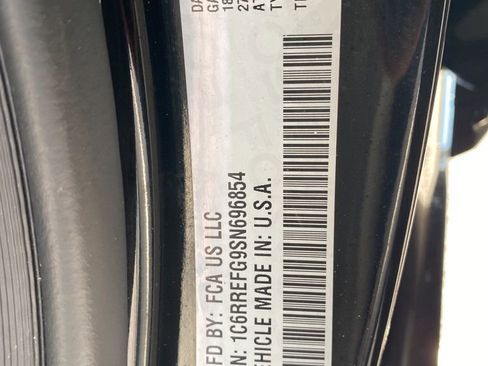 FD BY: FCA US LLC
N: 1C6RREFG9SN696854
EHICLE MADE IN: U.S.A.